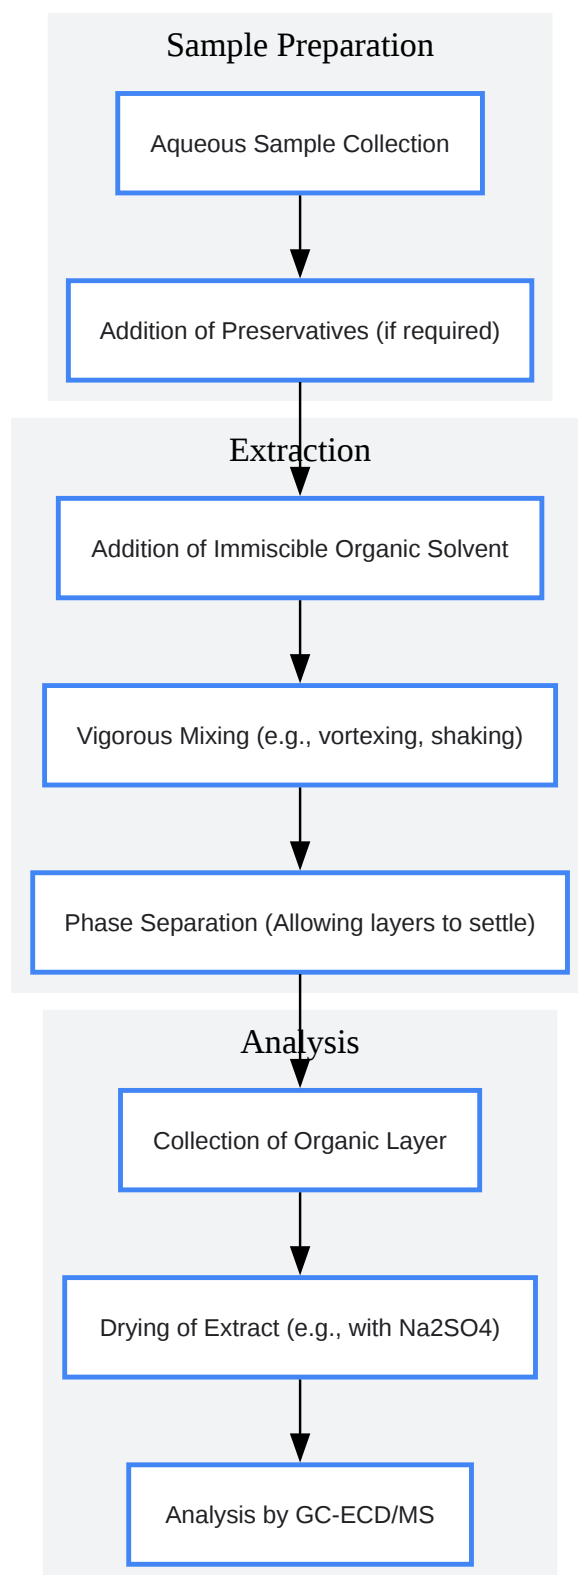 Sample Preparation
Aqueous Sample Collection
Addition of Preservatives (if required)
Extraction
Addition of Immiscible Organic Solvent
Vigorous Mixing (e.g., vortexing, shaking)
Phase Separation (Allowing layers to settle)
Analysis
Collection of Organic Layer
Drying of Extract (e.g., with Na2SO4)
Analysis by GC-ECD/MS